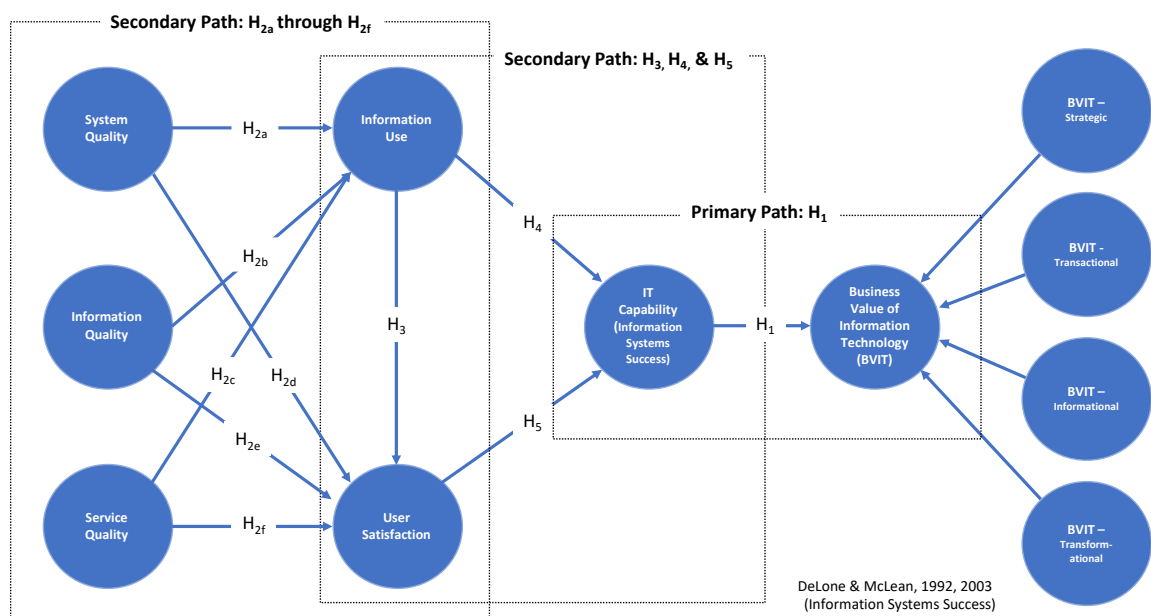 Secondary Path: H2a through H2f
Secondary Path: H3, H4, & H5
System
Quality
H2a
Information
Use
BVIT –
Strategic
H4
Primary Path: H1
H2b
BVIT -
Transactional
Information
Quality
H3
IT
Capability
(Information
Systems
Success)
H1
Business
Value of
Information
Technology
(BVIT)
H2c
H2d
BVIT –
Informational
H2e
H5
Service
Quality
H2f
User
Satisfaction
BVIT –
Transform-
ational
DeLone & McLean, 1992, 2003
(Information Systems Success)